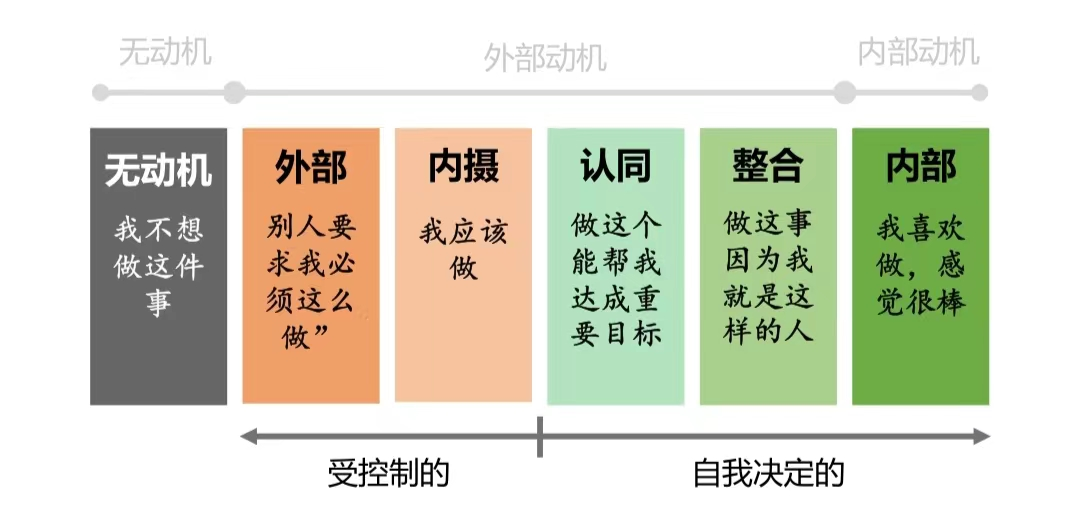 无动机
外部动机
内部动机
无动机
我不想
做这件
事
外部
别人要
求我必
须这么
做”
内摄
我应该
做
认同
做这个
能帮我
达成重
要目标
整合
做这事
因为我
就是这
样的人
内部
我喜欢
做，感
觉很棒
受控制的
自我决定的